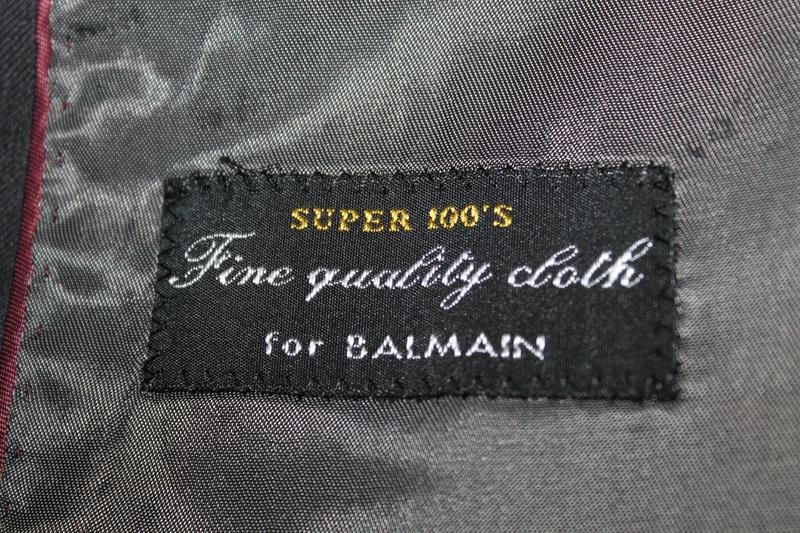 SUPER 100'S
Fine quality cloth
for BALMAIN